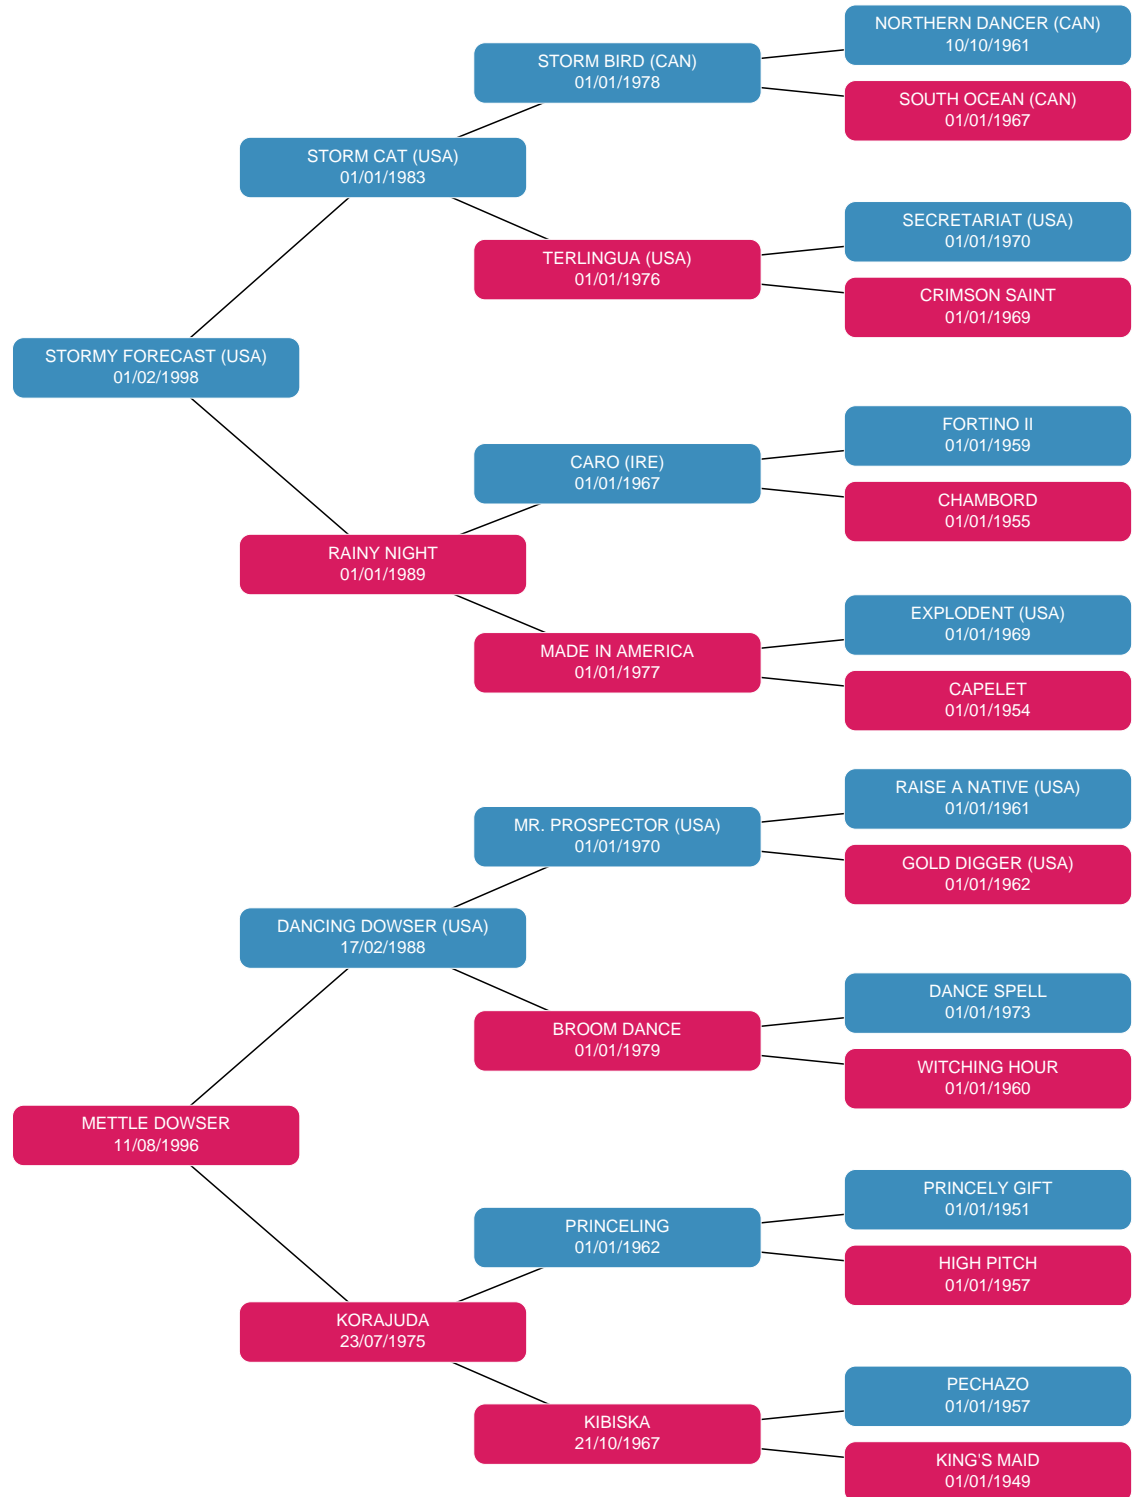 NORTHERN DANCER (CAN)
10/10/1961
STORM BIRD (CAN)
01/01/1978
SOUTH OCEAN (CAN)
01/01/1967
STORM CAT (USA)
01/01/1983
SECRETARIAT (USA)
01/01/1970
TERLINGUA (USA)
01/01/1976
CRIMSON SAINT
01/01/1969
STORMY FORECAST (USA)
01/02/1998
FORTINO II
01/01/1959
CARO (IRE)
01/01/1967
CHAMBORD
01/01/1955
RAINY NIGHT
01/01/1989
EXPLODENT (USA)
01/01/1969
MADE IN AMERICA
01/01/1977
CAPELET
01/01/1954
RAISE A NATIVE (USA)
01/01/1961
MR. PROSPECTOR (USA)
01/01/1970
GOLD DIGGER (USA)
01/01/1962
DANCING DOWSER (USA)
17/02/1988
DANCE SPELL
01/01/1973
BROOM DANCE
01/01/1979
WITCHING HOUR
01/01/1960
METTLE DOWSER
11/08/1996
PRINCELY GIFT
01/01/1951
PRINCELING
01/01/1962
HIGH PITCH
01/01/1957
KORAJUDA
23/07/1975
PECHAZO
01/01/1957
KIBISKA
21/10/1967
KING'S MAID
01/01/1949